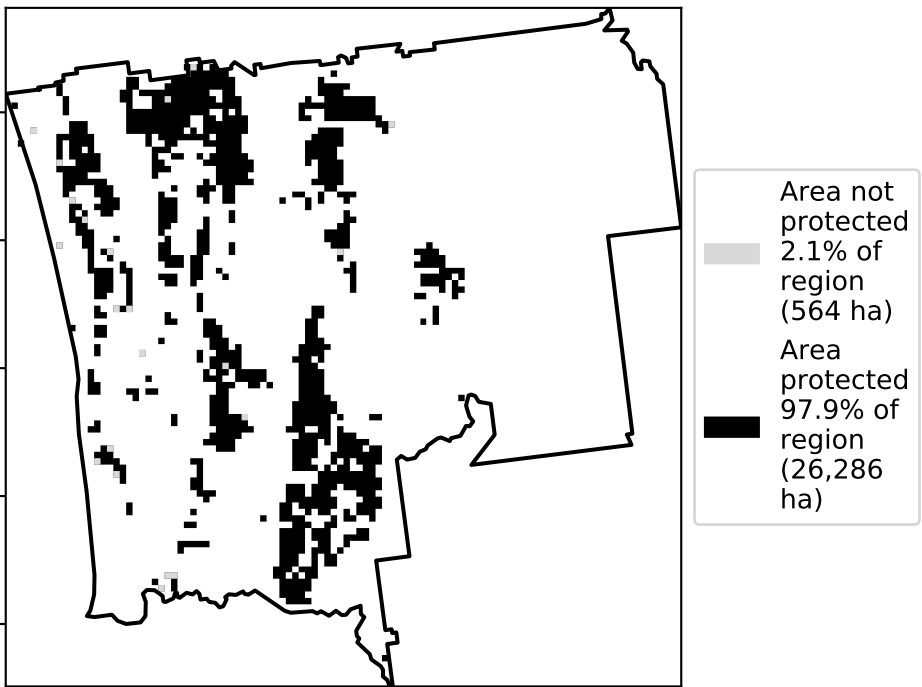 Area not
protected
2.1% of
region
(564 ha)
Area
protected
97.9% of
region
(26,286
ha)